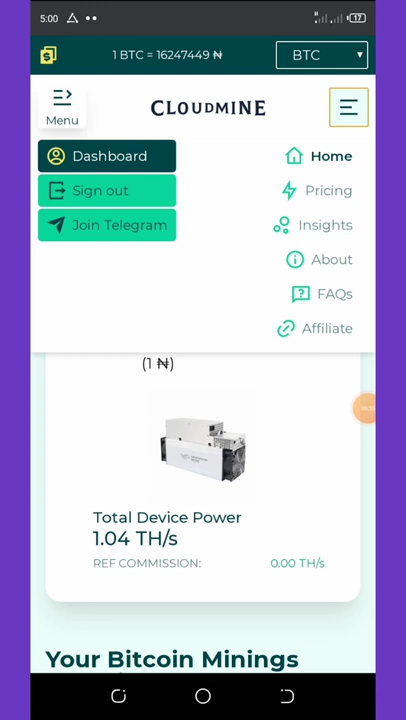 5:00
H
17
1 BTC = 16247449 ₦
BTC
Menu
CLOUDMINE
Dashboard
Sign out
Join Telegram
Home
Pricing
Insights
About
FAQs
Affiliate
(1 ₦)
Total Device Power
1.04 TH/s
REF COMMISSION: 0.00 TH/s
Your Bitcoin Minings